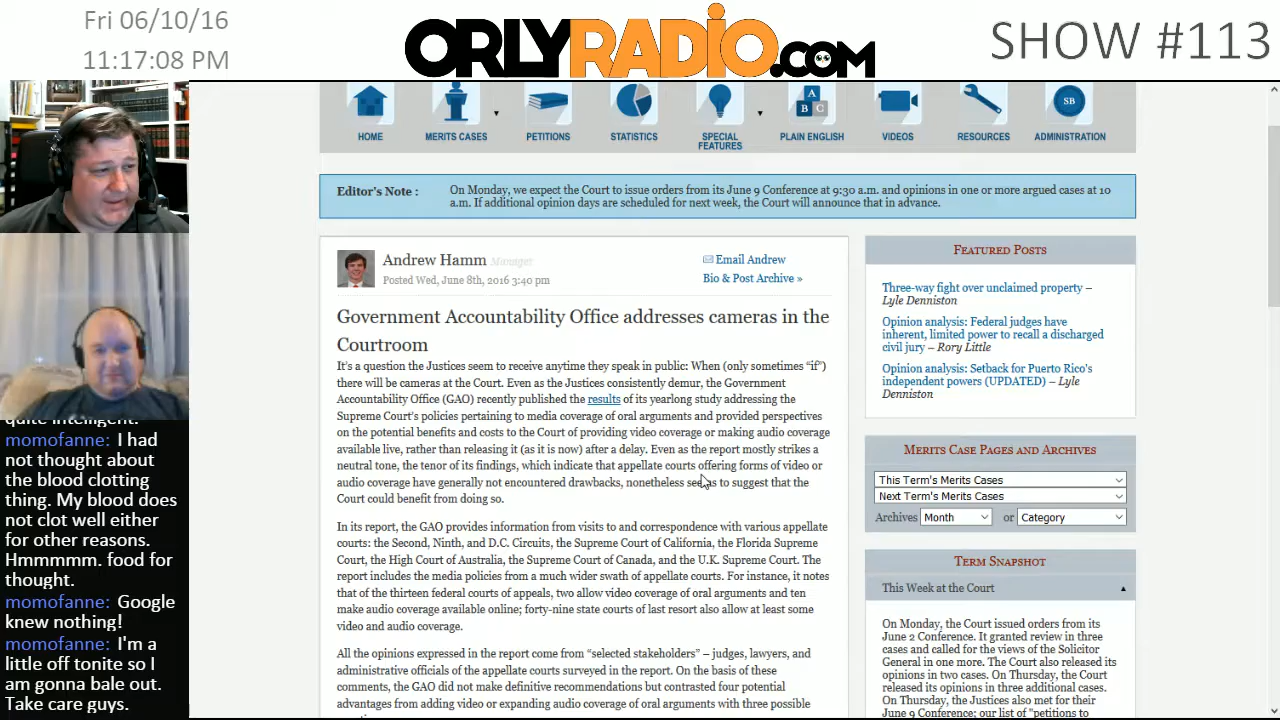 Fri 06/10/16
11:17:08 PM
ORLYRADIO.COM
SHOW #113
HOME
MERITS CASES
PETITIONS
STATISTICS
SPECIAL
FEATURES
A
B C
PLAIN ENGLISH
VIDEOS
RESOURCES
SB
ADMINISTRATION
Editor's Note :
On Monday, we expect the Court to issue orders from its June 9 Conference at 9:30 a.m. and opinions in one or more argued cases at 10
a.m. If additional opinion days are scheduled for next week, the Court will announce that in advance.
Andrew Hamm Manager
Posted Wed, June 8th, 2016 3:40 pm
Email Andrew
Bio & Post Archive »
Government Accountability Office addresses cameras in the
Courtroom
It's a question the Justices seem to receive anytime they speak in public: When (only sometimes “if”)
there will be cameras at the Court. Even as the Justices consistently demur, the Government
Accountability Office (GAO) recently published the results of its yearlong study addressing the
Supreme Court's policies pertaining to media coverage of oral arguments and provided perspectives
on the potential benefits and costs to the Court of providing video coverage or making audio coverage
available live, rather than releasing it (as it is now) after a delay. Even as the report mostly strikes a
neutral tone, the tenor of its findings, which indicate that appellate courts offering forms of video or
audio coverage have generally not encountered drawbacks, nonetheless seems to suggest that the
Court could benefit from doing so.
In its report, the GAO provides information from visits to and correspondence with various appellate
courts: the Second, Ninth, and D.C. Circuits, the Supreme Court of California, the Florida Supreme
Court, the High Court of Australia, the Supreme Court of Canada, and the U.K. Supreme Court. The
report includes the media policies from a much wider swath of appellate courts. For instance, it notes
that of the thirteen federal courts of appeals, two allow video coverage of oral arguments and ten
make audio coverage available online; forty-nine state courts of last resort also allow at least some
video and audio coverage.
All the opinions expressed in the report come from “selected stakeholders” – judges, lawyers, and
administrative officials of the appellate courts surveyed in the report. On the basis of these
comments, the GAO did not make definitive recommendations but contrasted four potential
advantages from adding video or expanding audio coverage of oral arguments with three possible
FEATURED POSTS
Three-way fight over unclaimed property –
Lyle Denniston
Opinion analysis: Federal judges have
inherent, limited power to recall a discharged
civil jury – Rory Little
Opinion analysis: Setback for Puerto Rico's
independent powers (UPDATED) – Lyle
Denniston
MERITS CASE PAGES AND ARCHIVES
This Term's Merits Cases
Next Term's Merits Cases
Archives Month or Category
TERM SNAPSHOT
This Week at the Court
On Monday, the Court issued orders from its
June 2 Conference. It granted review in three
cases and called for the views of the Solicitor
General in one more. The Court also released its
opinions in two cases. On Thursday, the Court
released its opinions in three additional cases.
On Thursday, the Justices also met for their
June 9 Conference; our list of "petitions to
quite intelligent.
momofanne: I had
not thought about
the blood clotting
thing. My blood does
not clot well either
for other reasons.
Hmmmmm. food for
thought.
momofanne: Google
knew nothing!
momofanne: I'm a
little off tonite so I
am gonna bale out.
Take care guys.